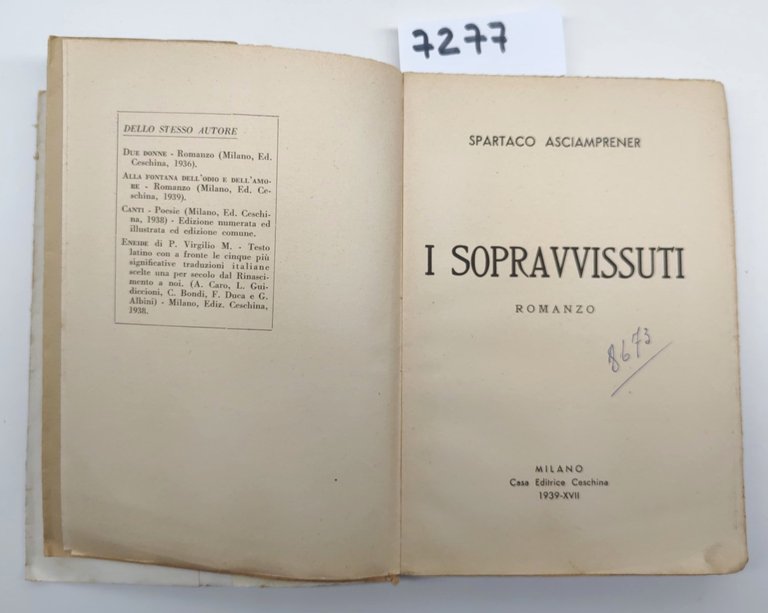 7277
DELLO STESSO AUTORE
DUE DONNE - Romanzo (Milano, Ed.
Ceschina, 1936).
ALLA FONTANA DELL'ODIO E DELL'AMO-
RE - Romanzo (Milano, Ed. Ce-
schina, 1939).
CANTI - Poesie (Milano, Ed. Ceschi-
na, 1938) - Edizione numerata ed
illustrata ed edizione comune.
ENEIDE di P. Virgilio M. - Testo
latino con a fronte le cinque più
significative traduzioni italiane
scelte una per secolo dal Rinasci-
mento a noi. (A. Caro, L. Gui-
diccioni, C. Bondi, F. Duca e G.
Albini) - Milano, Ediz. Ceschina,
1938.
SPARTACO ASCIAMPRENER
I SOPRAVVISSUTI
ROMANZO
8673
MILANO
Casa Editrice Ceschina
1939-XVII